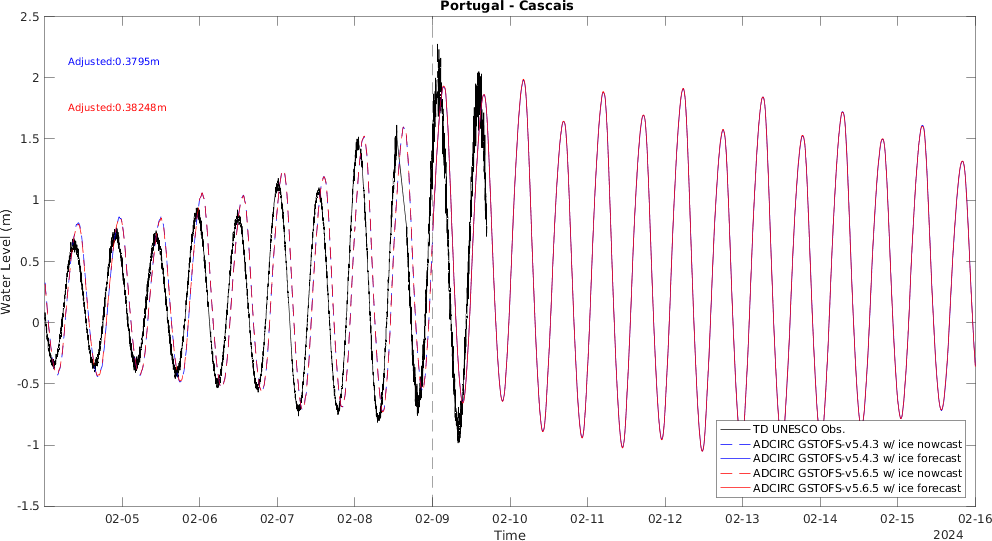 Portugal - Cascais
2.5
2
1.5
1
0.5
0
-0.5
-1
-1.5
Water Level (m)
Adjusted:0.3795m
Adjusted:0.38248m
TD UNESCO Obs.
ADCIRC GSTOFS-v5.4.3 w/ ice nowcast
ADCIRC GSTOFS-v5.4.3 w/ ice forecast
ADCIRC GSTOFS-v5.6.5 w/ ice nowcast
ADCIRC GSTOFS-v5.6.5 w/ ice forecast
02-05 02-06 02-07 02-08 02-09 02-10 02-11 02-12 02-13 02-14 02-15 02-16
Time
2024